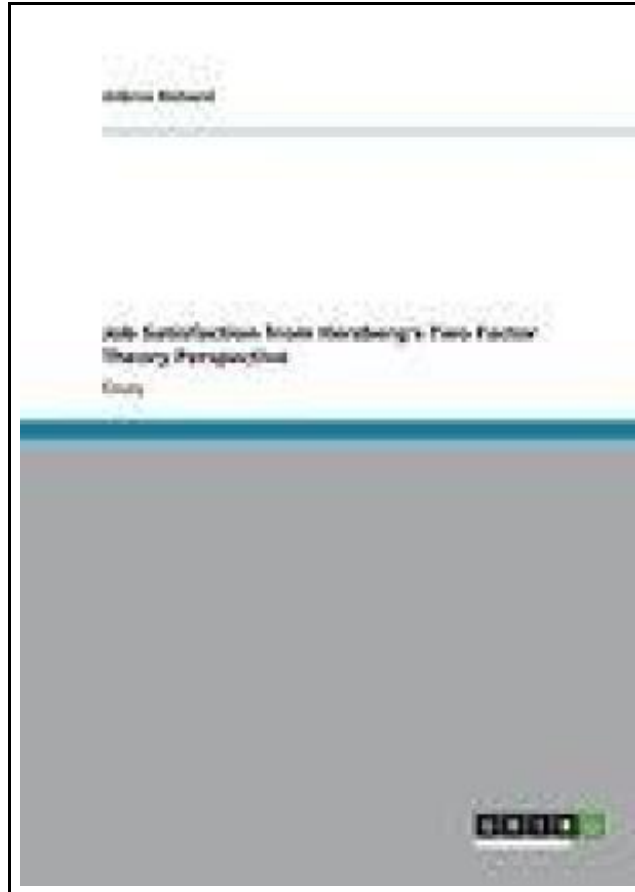 Job Satisfaction from Herzberg's Two Factor
Theory Perspective
Essay